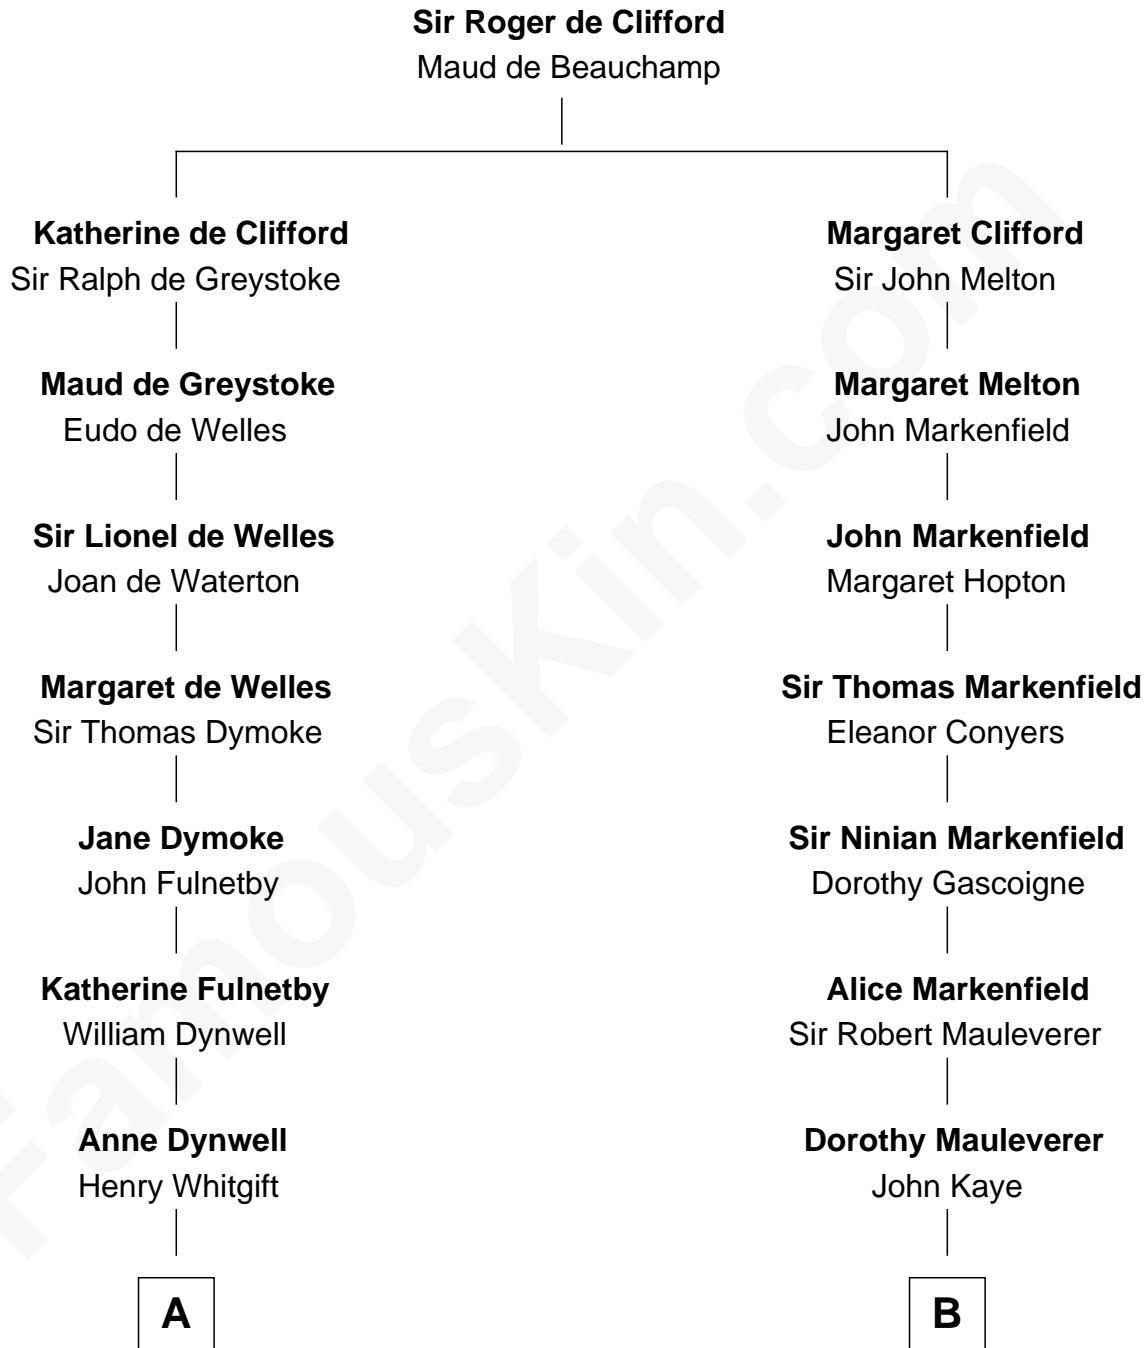 Sir Roger de Clifford
Maud de Beauchamp
Katherine de Clifford
Sir Ralph de Greystoke
Margaret Clifford
Sir John Melton
Maud de Greystoke
Eudo de Welles
Margaret Melton
John Markenfield
Sir Lionel de Welles
Joan de Waterton
John Markenfield
Margaret Hopton
Margaret de Welles
Sir Thomas Dymoke
Sir Thomas Markenfield
Eleanor Conyers
Jane Dymoke
John Fulnetby
Sir Ninian Markenfield
Dorothy Gascoigne
Katherine Fulnetby
William Dynwell
Alice Markenfield
Sir Robert Mauleverer
Anne Dynwell
Henry Whitgift
Dorothy Mauleverer
John Kaye
A
B
FamousKin.com